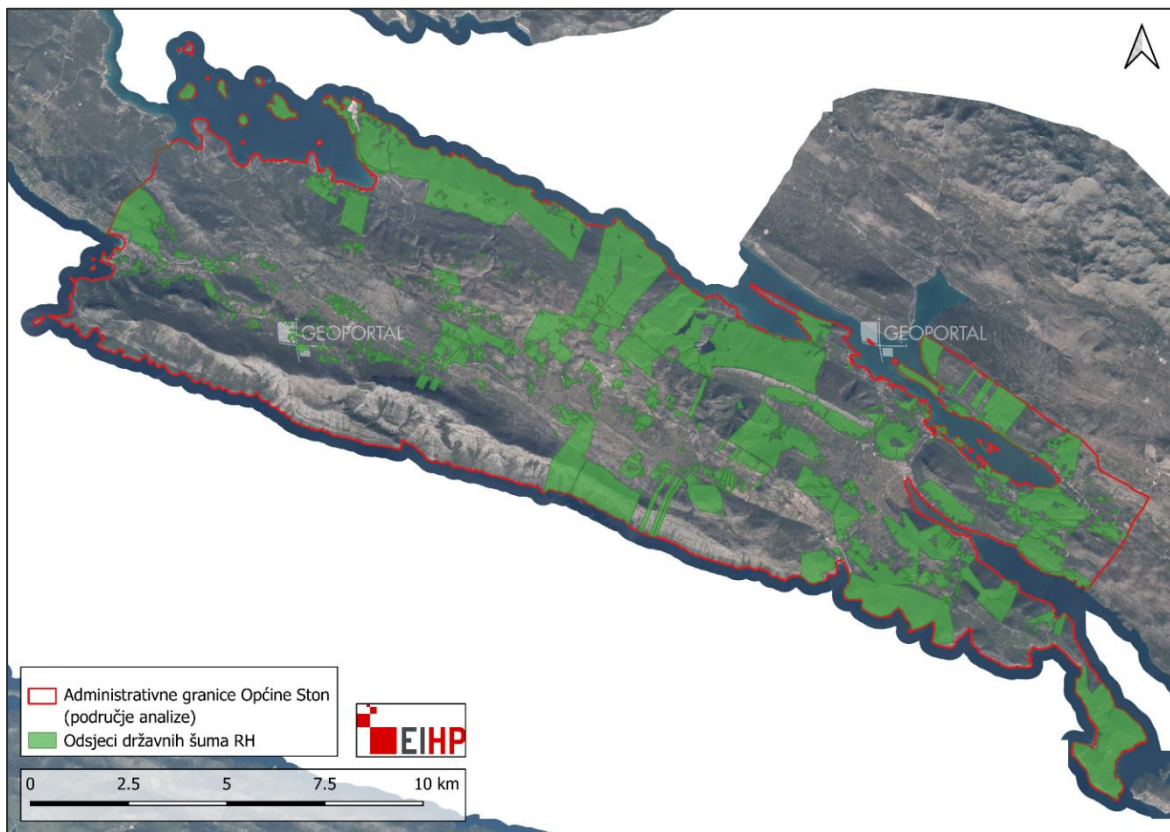 GEOPORTAL
GEOPORTAL
Administrativne granice Općine Ston
(područje analize)
Odsjeci državnih šuma RH
EIHP
0 2.5 5 7.5 10 km